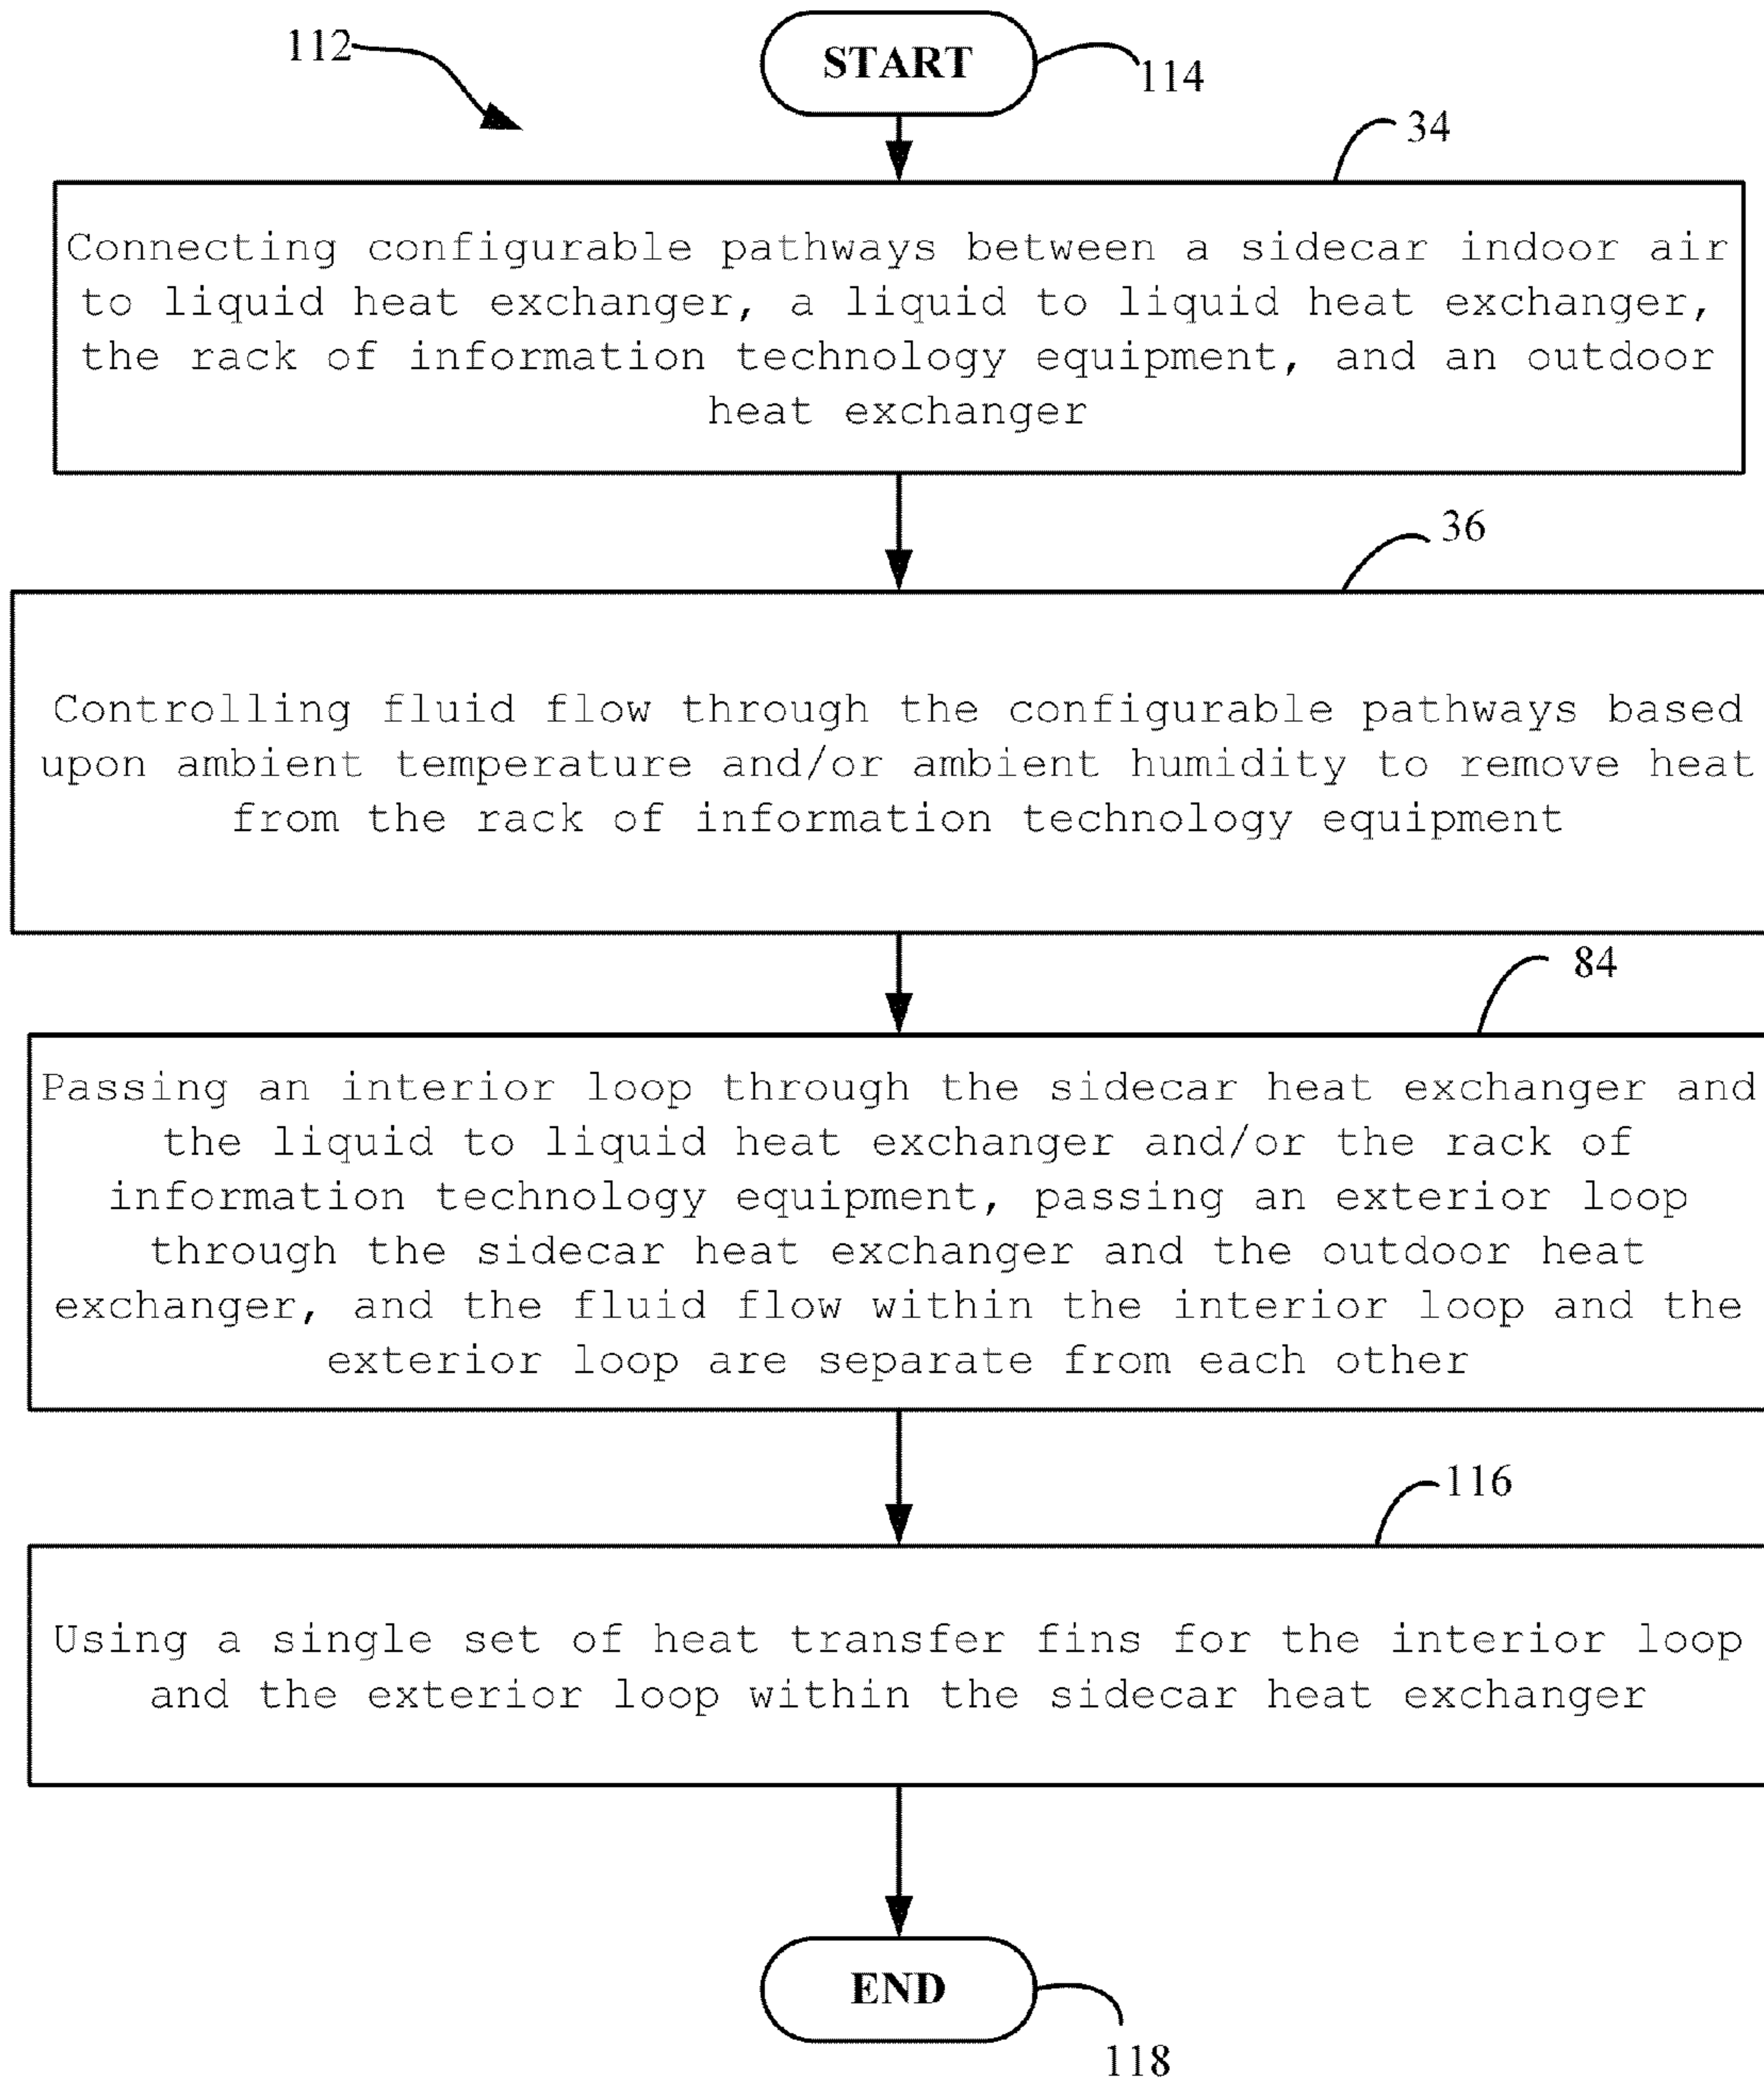 112
START
114
34
Connecting configurable pathways between a sidecar indoor air
to liquid heat exchanger, a liquid to liquid heat exchanger,
the rack of information technology equipment, and an outdoor
heat exchanger
36
Controlling fluid flow through the configurable pathways based
upon ambient temperature and/or ambient humidity to remove heat
from the rack of information technology equipment
84
Passing an interior loop through the sidecar heat exchanger and
the liquid to liquid heat exchanger and/or the rack of
information technology equipment, passing an exterior loop
through the sidecar heat exchanger and the outdoor heat
exchanger, and the fluid flow within the interior loop and the
exterior loop are separate from each other
116
Using a single set of heat transfer fins for the interior loop
and the exterior loop within the sidecar heat exchanger
END
118